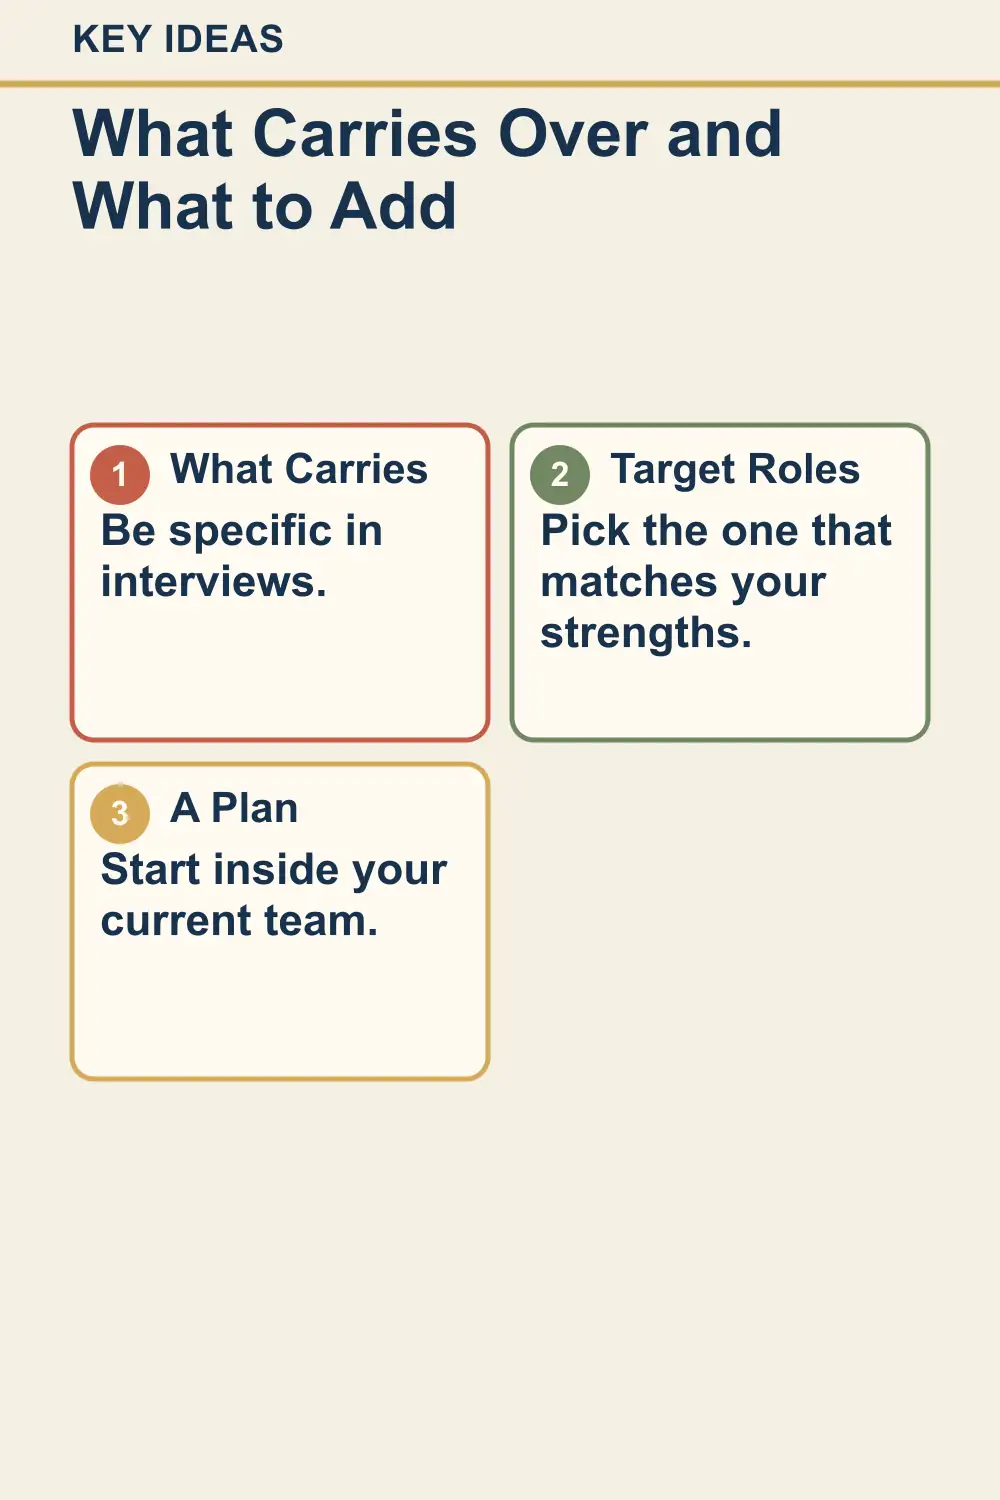 KEY IDEAS
What Carries Over and
What to Add
1 What Carries
Be specific in
interviews.
2 Target Roles
Pick the one that
matches your
strengths.
3 A Plan
Start inside your
current team.